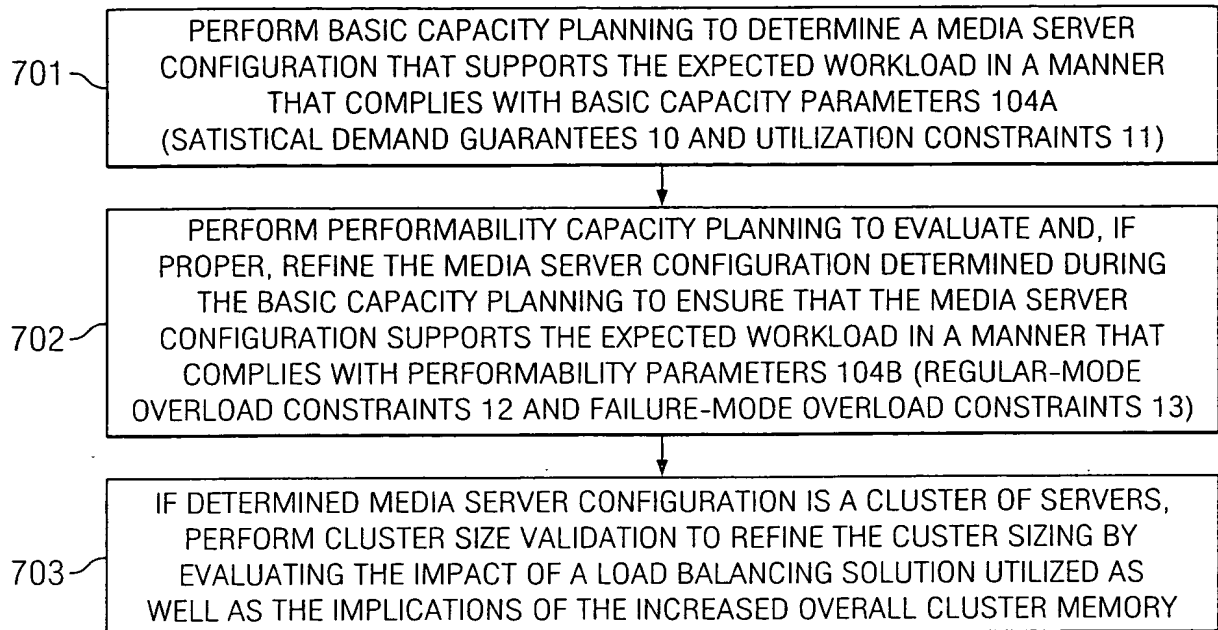 PERFORM BASIC CAPACITY PLANNING TO DETERMINE A MEDIA SERVER
701
CONFIGURATION THAT SUPPORTS THE EXPECTED WORKLOAD IN A MANNER
THAT COMPLIES WITH BASIC CAPACITY PARAMETERS 104A
(SATISTICAL DEMAND GUARANTEES 10 AND UTILIZATION CONSTRAINTS 11)
PERFORM PERFORMABILITY CAPACITY PLANNING TO EVALUATE AND, IF
PROPER, REFINE THE MEDIA SERVER CONFIGURATION DETERMINED DURING
THE BASIC CAPACITY PLANNING TO ENSURE THAT THE MEDIA SERVER
702
CONFIGURATION SUPPORTS THE EXPECTED WORKLOAD IN A MANNER THAT
COMPLIES WITH PERFORMABILITY PARAMETERS 104B (REGULAR-MODE
OVERLOAD CONSTRAINTS 12 AND FAILURE-MODE OVERLOAD CONSTRAINTS 13)
IF DETERMINED MEDIA SERVER CONFIGURATION IS A CLUSTER OF SERVERS,
PERFORM CLUSTER SIZE VALIDATION TO REFINE THE CUSTER SIZING BY
703
EVALUATING THE IMPACT OF A LOAD BALANCING SOLUTION UTILIZED AS
WELL AS THE IMPLICATIONS OF THE INCREASED OVERALL CLUSTER MEMORY